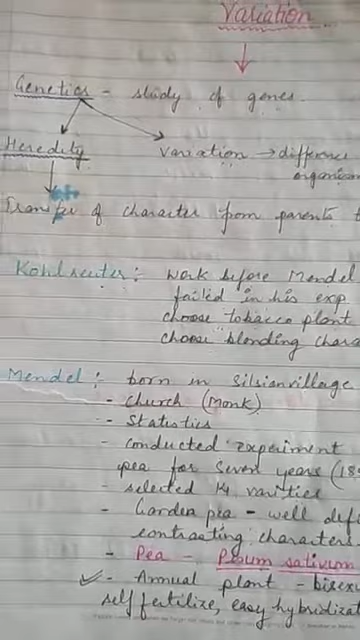 Variation
Genetics - study of genes
Heredity variation → difference
organism
Transfer of character from parents t
Kohlreuter:- work before Mendel
failed in his exp
choose tobacco plant
choose blending chara
Mendel:- born in Silsian village
- Church (Monk)
- Statistics
- conducted experiment
pea for seven years (18
- selected 14 varities
- Garden pea - well defi
contrasting characters
- Pea - Pisum sativum
- Annual plant - bisexu
self fertilize, easy hybridizat